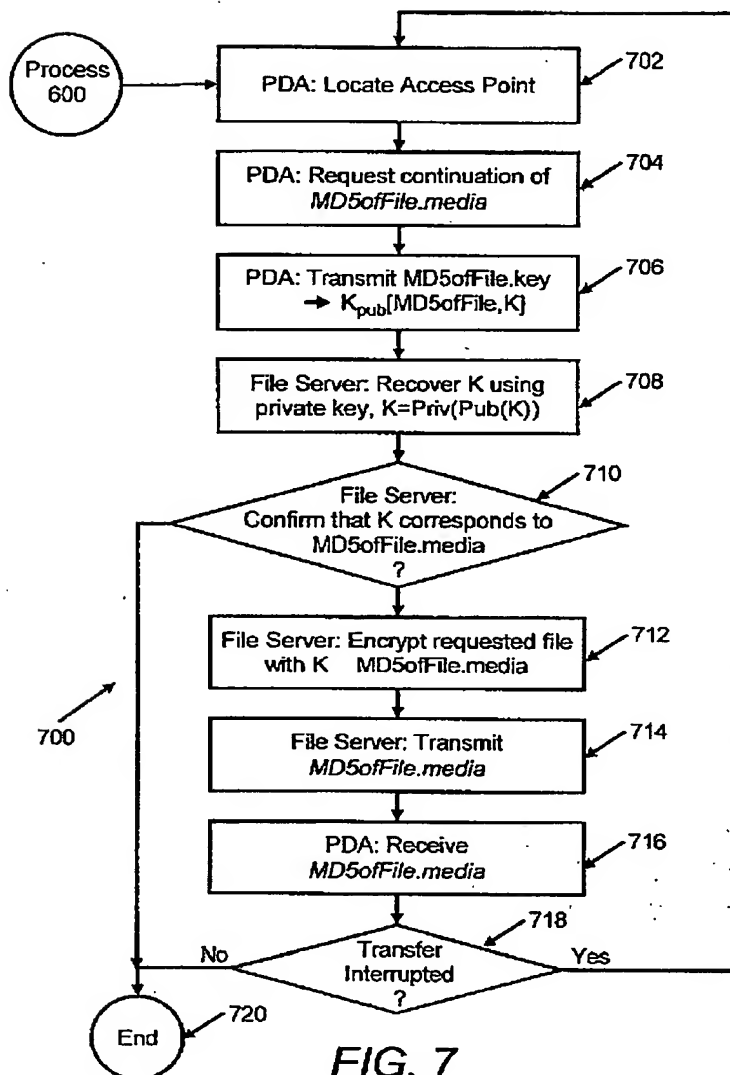 Process
600
PDA: Locate Access Point
702
PDA: Request continuation of
MD5ofFile.media
704
PDA: Transmit MD5ofFile.key
→ Kpub[MD5ofFile,K]
706
File Server: Recover K using
private key, K=Priv(Pub(K))
708
710
File Server:
Confirm that K corresponds to
MD5ofFile.media
?
File Server: Encrypt requested file
with K MD5ofFile.media
712
700
File Server: Transmit
MD5ofFile.media
714
PDA: Receive
MD5ofFile.media
716
718
No
Transfer
Interrupted
?
Yes
End
720
FIG. 7